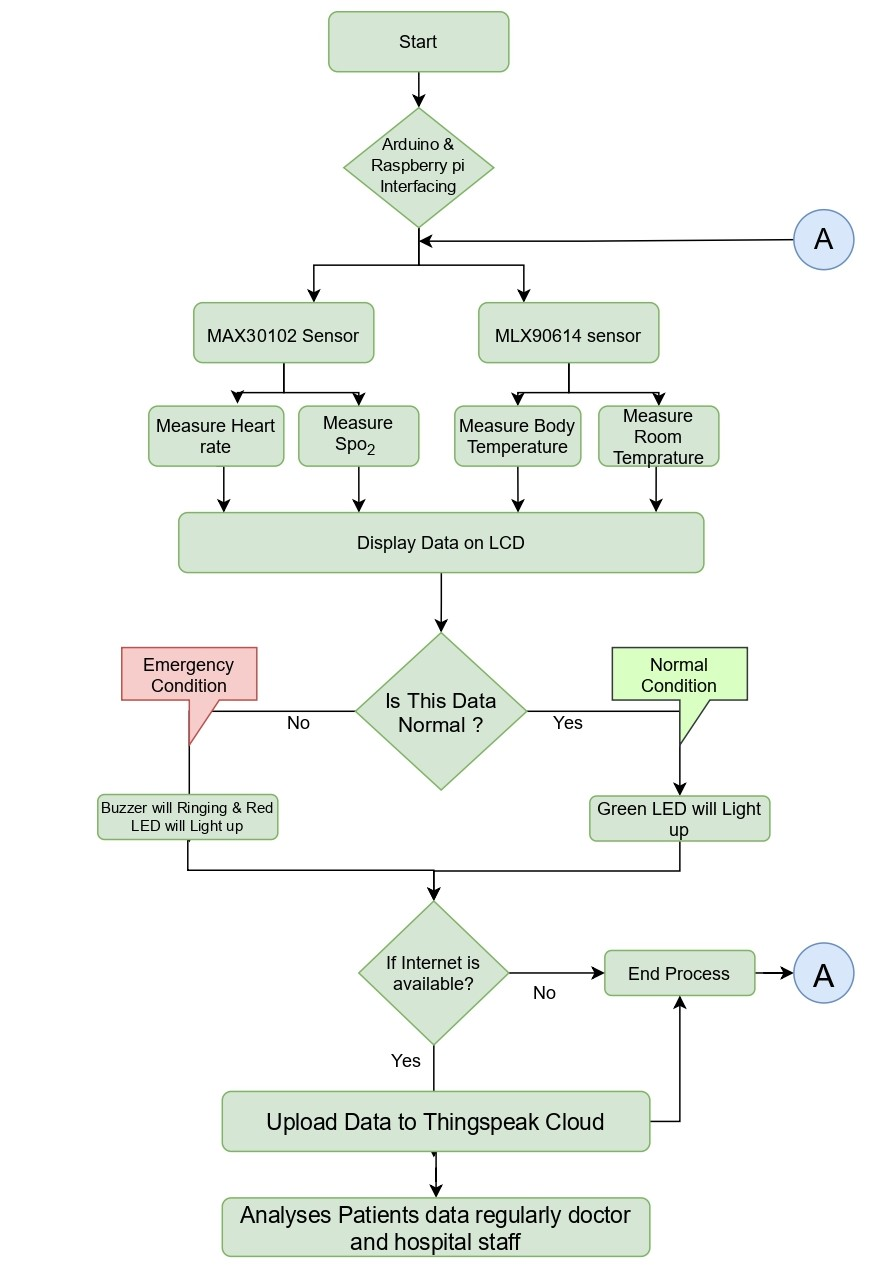 Start
Arduino &
Raspberry pi
Interfacing
A
MAX30102 Sensor
MLX90614 sensor
Measure Heart
rate
Measure
Spo₂
Measure Body
Temperature
Measure
Room
Temprature
Display Data on LCD
Emergency
Condition
Normal
Condition
Is This Data
Normal ?
No
Yes
Buzzer will Ringing & Red
LED will Light up
Green LED will Light
up
If Internet is
available?
No
End Process
A
Yes
Upload Data to Thingspeak Cloud
Analyses Patients data regularly doctor
and hospital staff